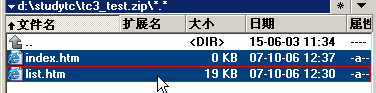 d:\studytc\tc3_test.zip\*.*
文件名 扩展名 大小 日期 属性
.. <DIR> 15-06-03 11:34 ----
index.htm 0 KB 07-10-06 12:37 -a--
list.htm 19 KB 07-10-06 12:30 -a--